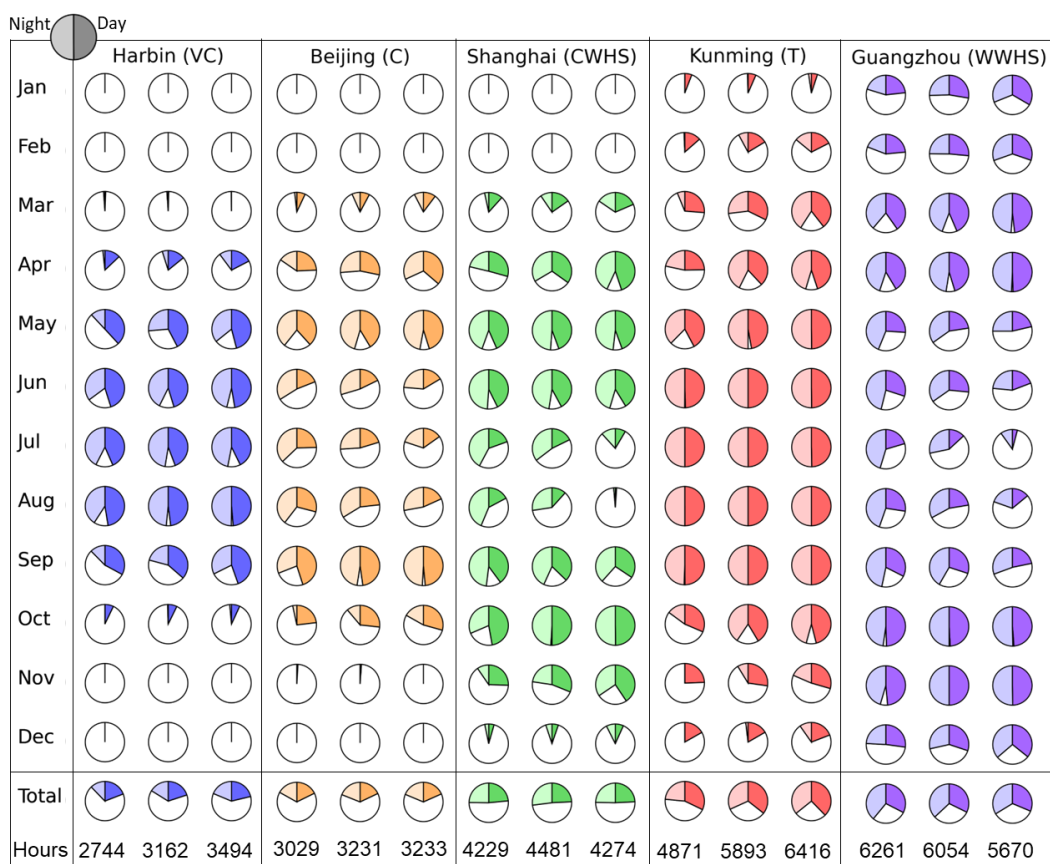 Night Day
Harbin (VC) Beijing (C) Shanghai (CWHS) Kunming (T) Guangzhou (WWHS)
Jan
Feb
Mar
Apr
May
Jun
Jul
Aug
Sep
Oct
Nov
Dec
Total
Hours 2744 3162 3494 3029 3231 3233 4229 4481 4274 4871 5893 6416 6261 6054 5670